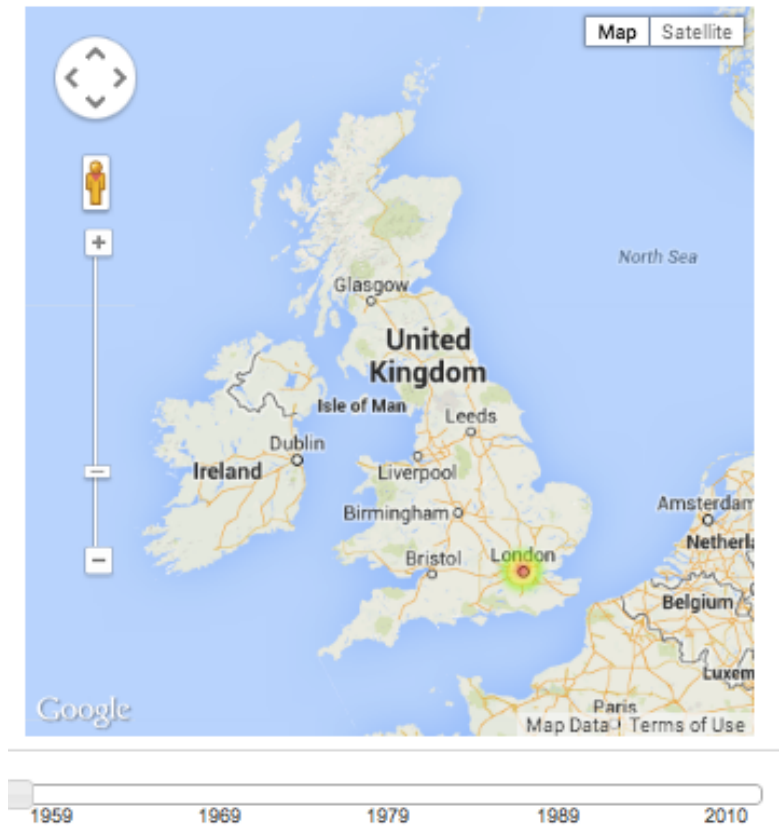 Map Satellite
North Sea
Glasgow
United
Kingdom
Isle of Man
Leeds
Dublin
Ireland
Liverpool
Amsterdam
Birmingham
Netherla
Bristol London
Belgium
Luxem
Paris
Google
Map Data Terms of Use
1959 1969 1979 1989 2010